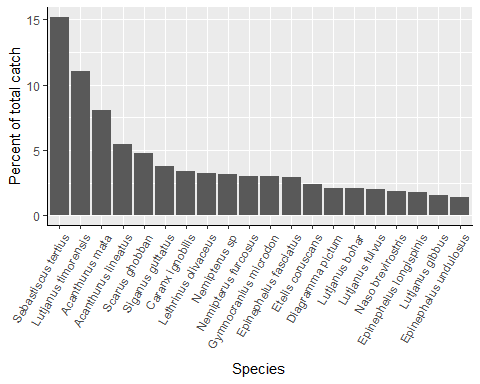 Percent of total catch
15
10
5
0
Sebastiscus tertius
Lutjanus timorensis
Acanthurus mata
Acanthurus lineatus
Scarus ghobban
Siganus guttatus
Caranx ignobilis
Lethrinus olivaceus
Nemipterus sp
Nemipterus furcosus
Gymnocranius microdon
Epinephelus fasciatus
Etelis coruscans
Diagramma pictum
Lutjanus bohar
Lutjanus fulvus
Naso brevirostris
Epinephelus longispinis
Lutjanus gibbus
Epinephelus undulosus
Species